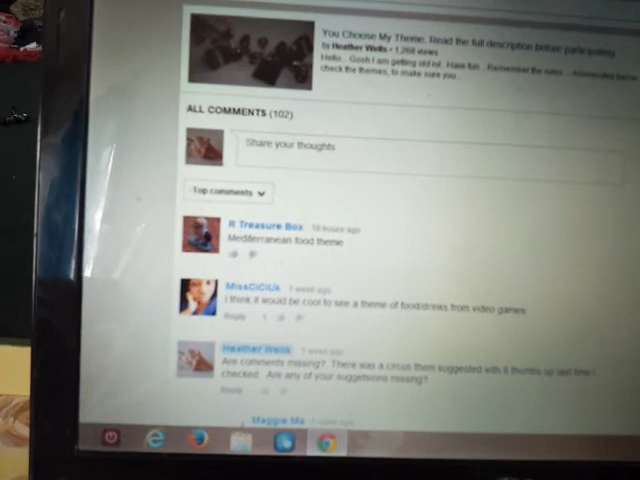 You Choose My Theme, Read the full description before participating
by Heather Wells • 1,268 views
Hello... Gosh I am getting old lol. Have fun. Remember the rules
check the themes, to make sure you
ALL COMMENTS (102)
Share your thoughts
Top comments
R Treasure Box 18 hours ago
Mediterranean food theme
MissCiCiUk 1 week ago
I think it would be cool to see a theme of food/drinks from video games
Reply 1
Heather Wells 1 week ago
Are comments missing? There was a circus them suggested with 8 thumbs up last time I
checked. Are any of your suggetsions missing?
Reply
Maggie Ma 1 week ago